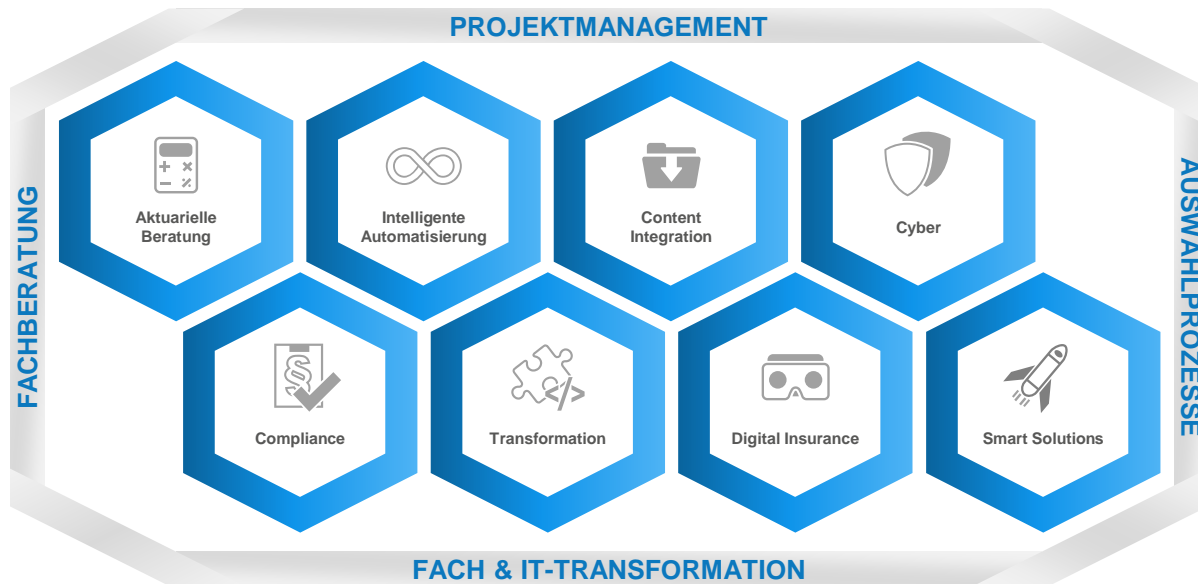 PROJEKTMANAGEMENT
FACHBERATUNG
Aktuarielle
Beratung
Intelligente
Automatisierung
Content
Integration
Cyber
AUSWAHLPROZESSE
Compliance
Transformation
Digital Insurance
Smart Solutions
FACH & IT-TRANSFORMATION